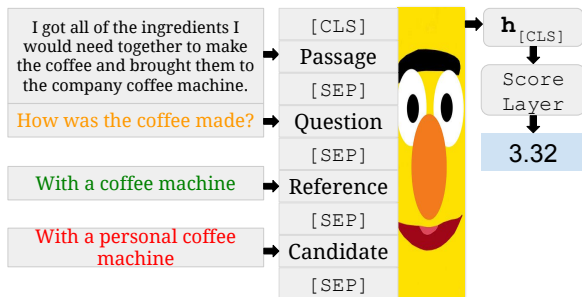 I got all of the ingredients I
would need together to make
the coffee and brought them to
the company coffee machine.
How was the coffee made?
With a coffee machine
With a personal coffee
machine
[CLS]
Passage
[SEP]
Question
[SEP]
Reference
[SEP]
Candidate
[SEP]
h[CLS]
Score
Layer
3.32